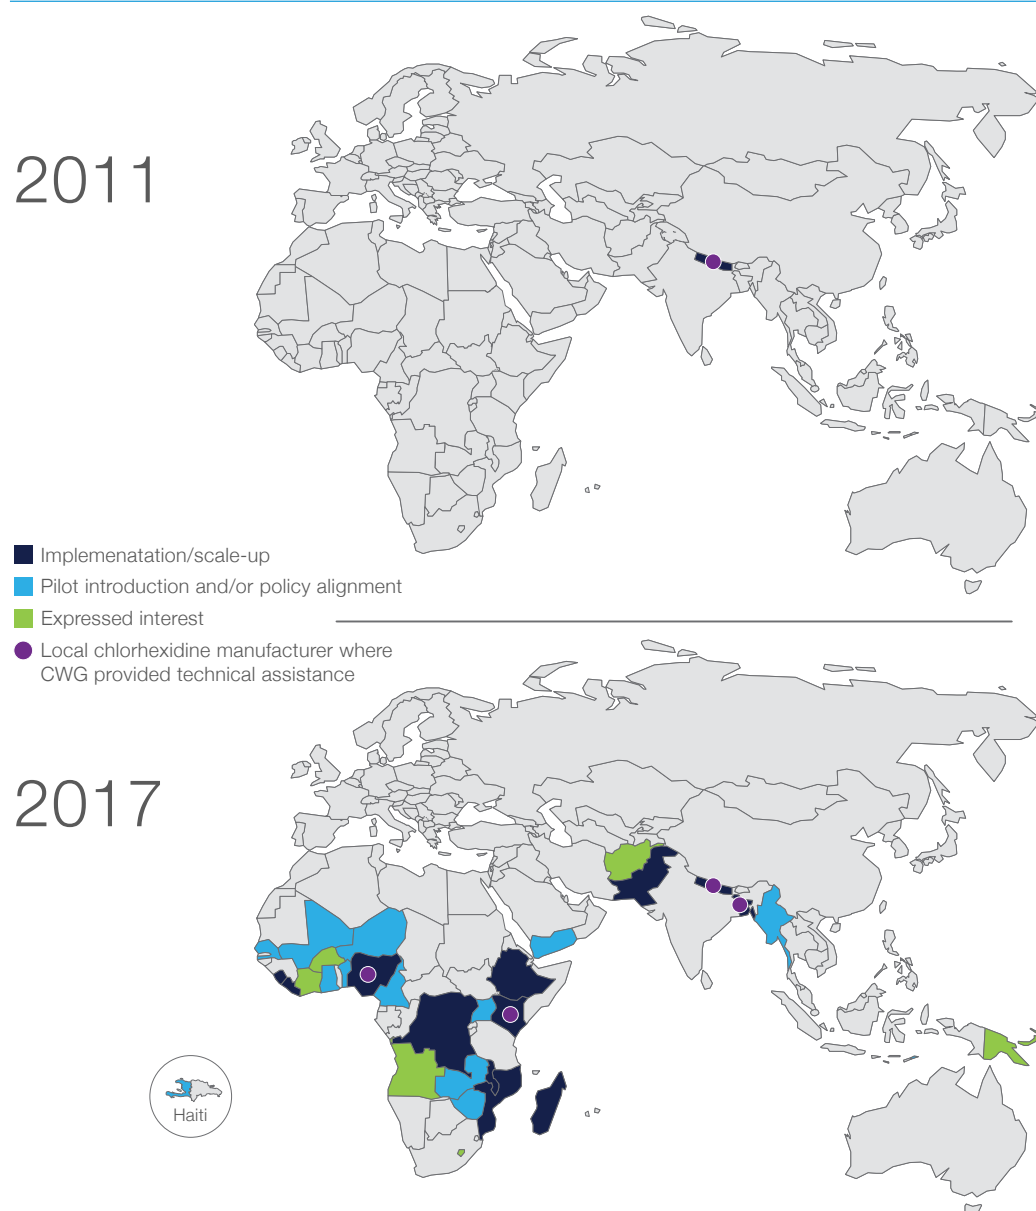 2011
Implemenatation/scale-up
Pilot introduction and/or policy alignment
Expressed interest
Local chlorhexidine manufacturer where
CWG provided technical assistance
2017
Haiti